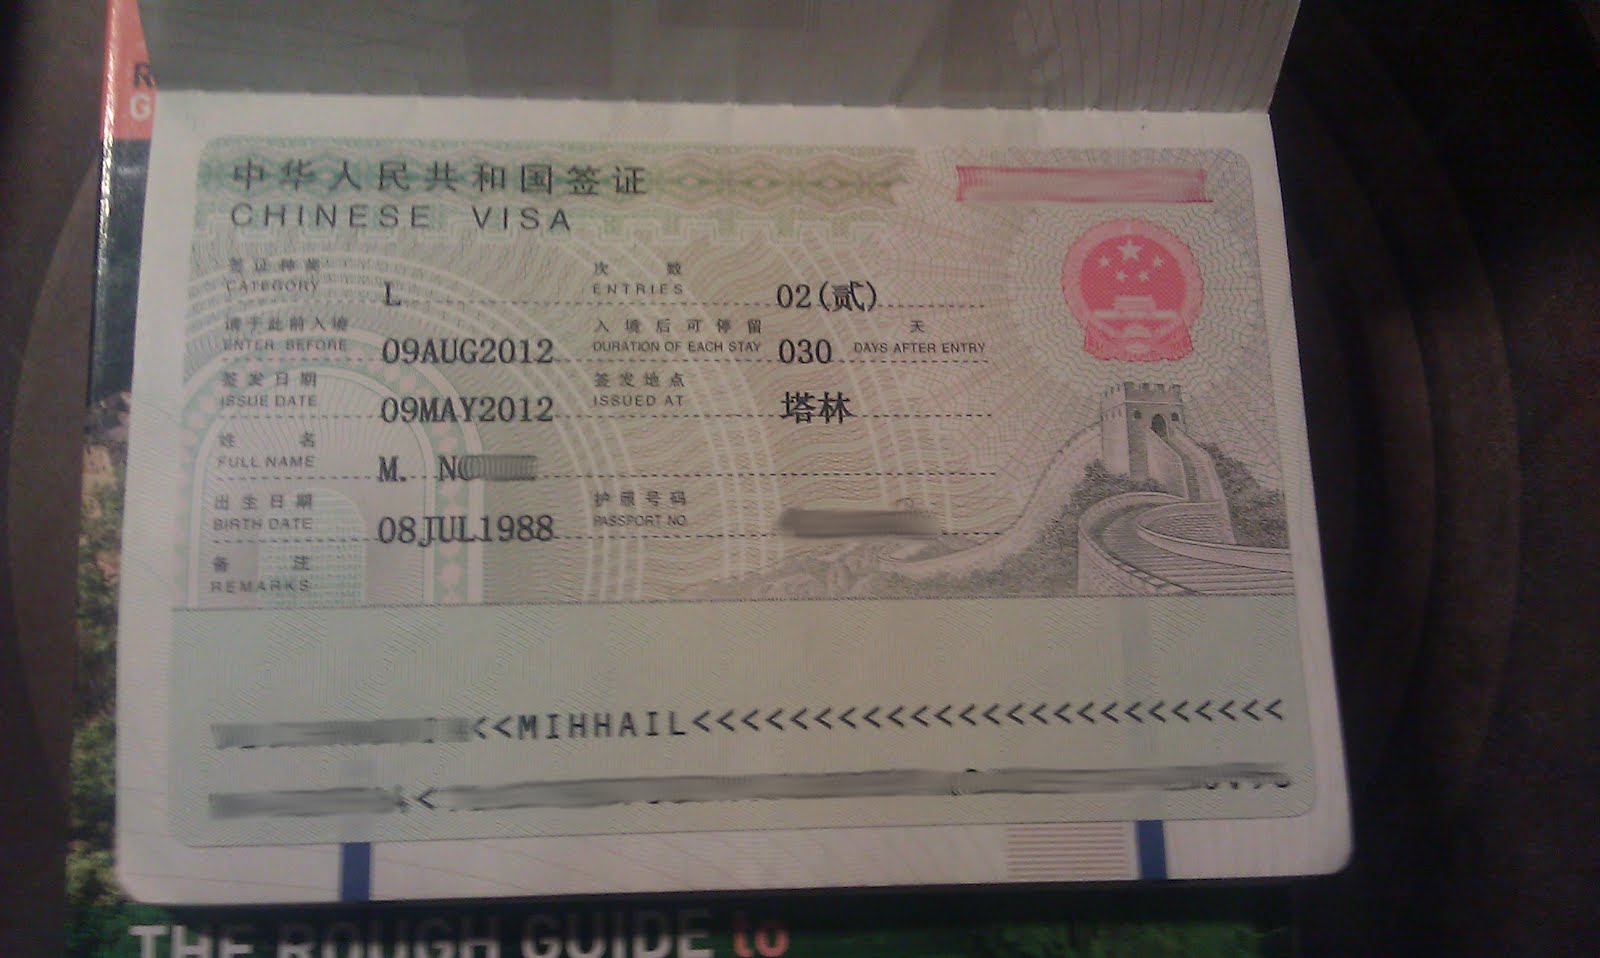 中华人民共和国签证
CHINESE VISA
签证种类 次数
CATEGORY L ENTRIES 02(贰)
请于此前入境 入境后可停留 天
ENTER BEFORE 09AUG2012 DURATION OF EACH STAY 030 DAYS AFTER ENTRY
签发日期 签发地点
ISSUE DATE 09MAY2012 ISSUED AT 塔林
姓名
FULL NAME M.
出生日期 护照号码
BIRTH DATE 08JUL1988 PASSPORT NO
备注
REMARKS
<<MIHHAIL<<<<<<<<<<<<<<<<<<<<<<<<<
<
THE ROUGH GUIDE to